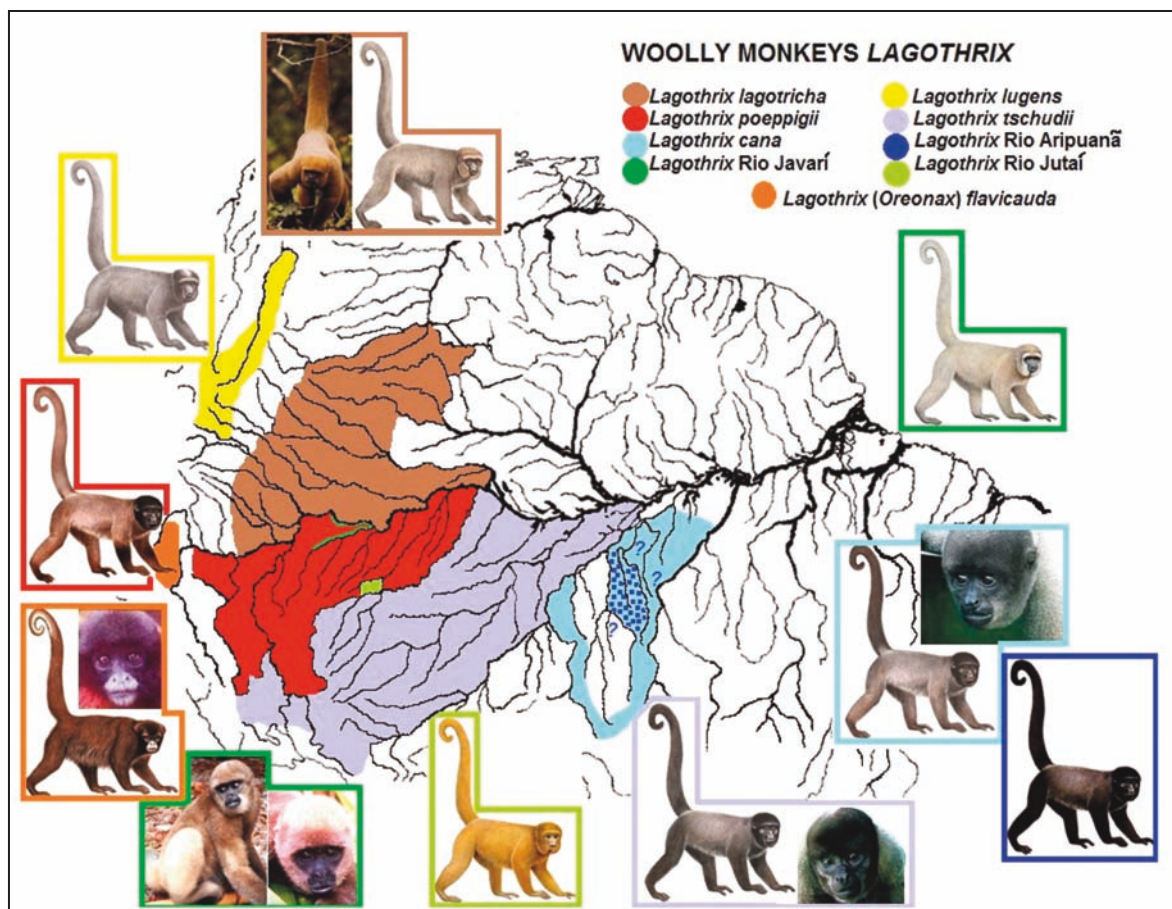 WOOLLY MONKEYS LAGOTHRIX
Lagothrix lagotricha
Lagothrix lugens
Lagothrix poeppigii
Lagothrix tschudii
Lagothrix cana
Lagothrix Rio Aripuanã
Lagothrix Rio Javarí
Lagothrix Rio Jutaí
Lagothrix (Oreonax) flavicauda
?
?
?